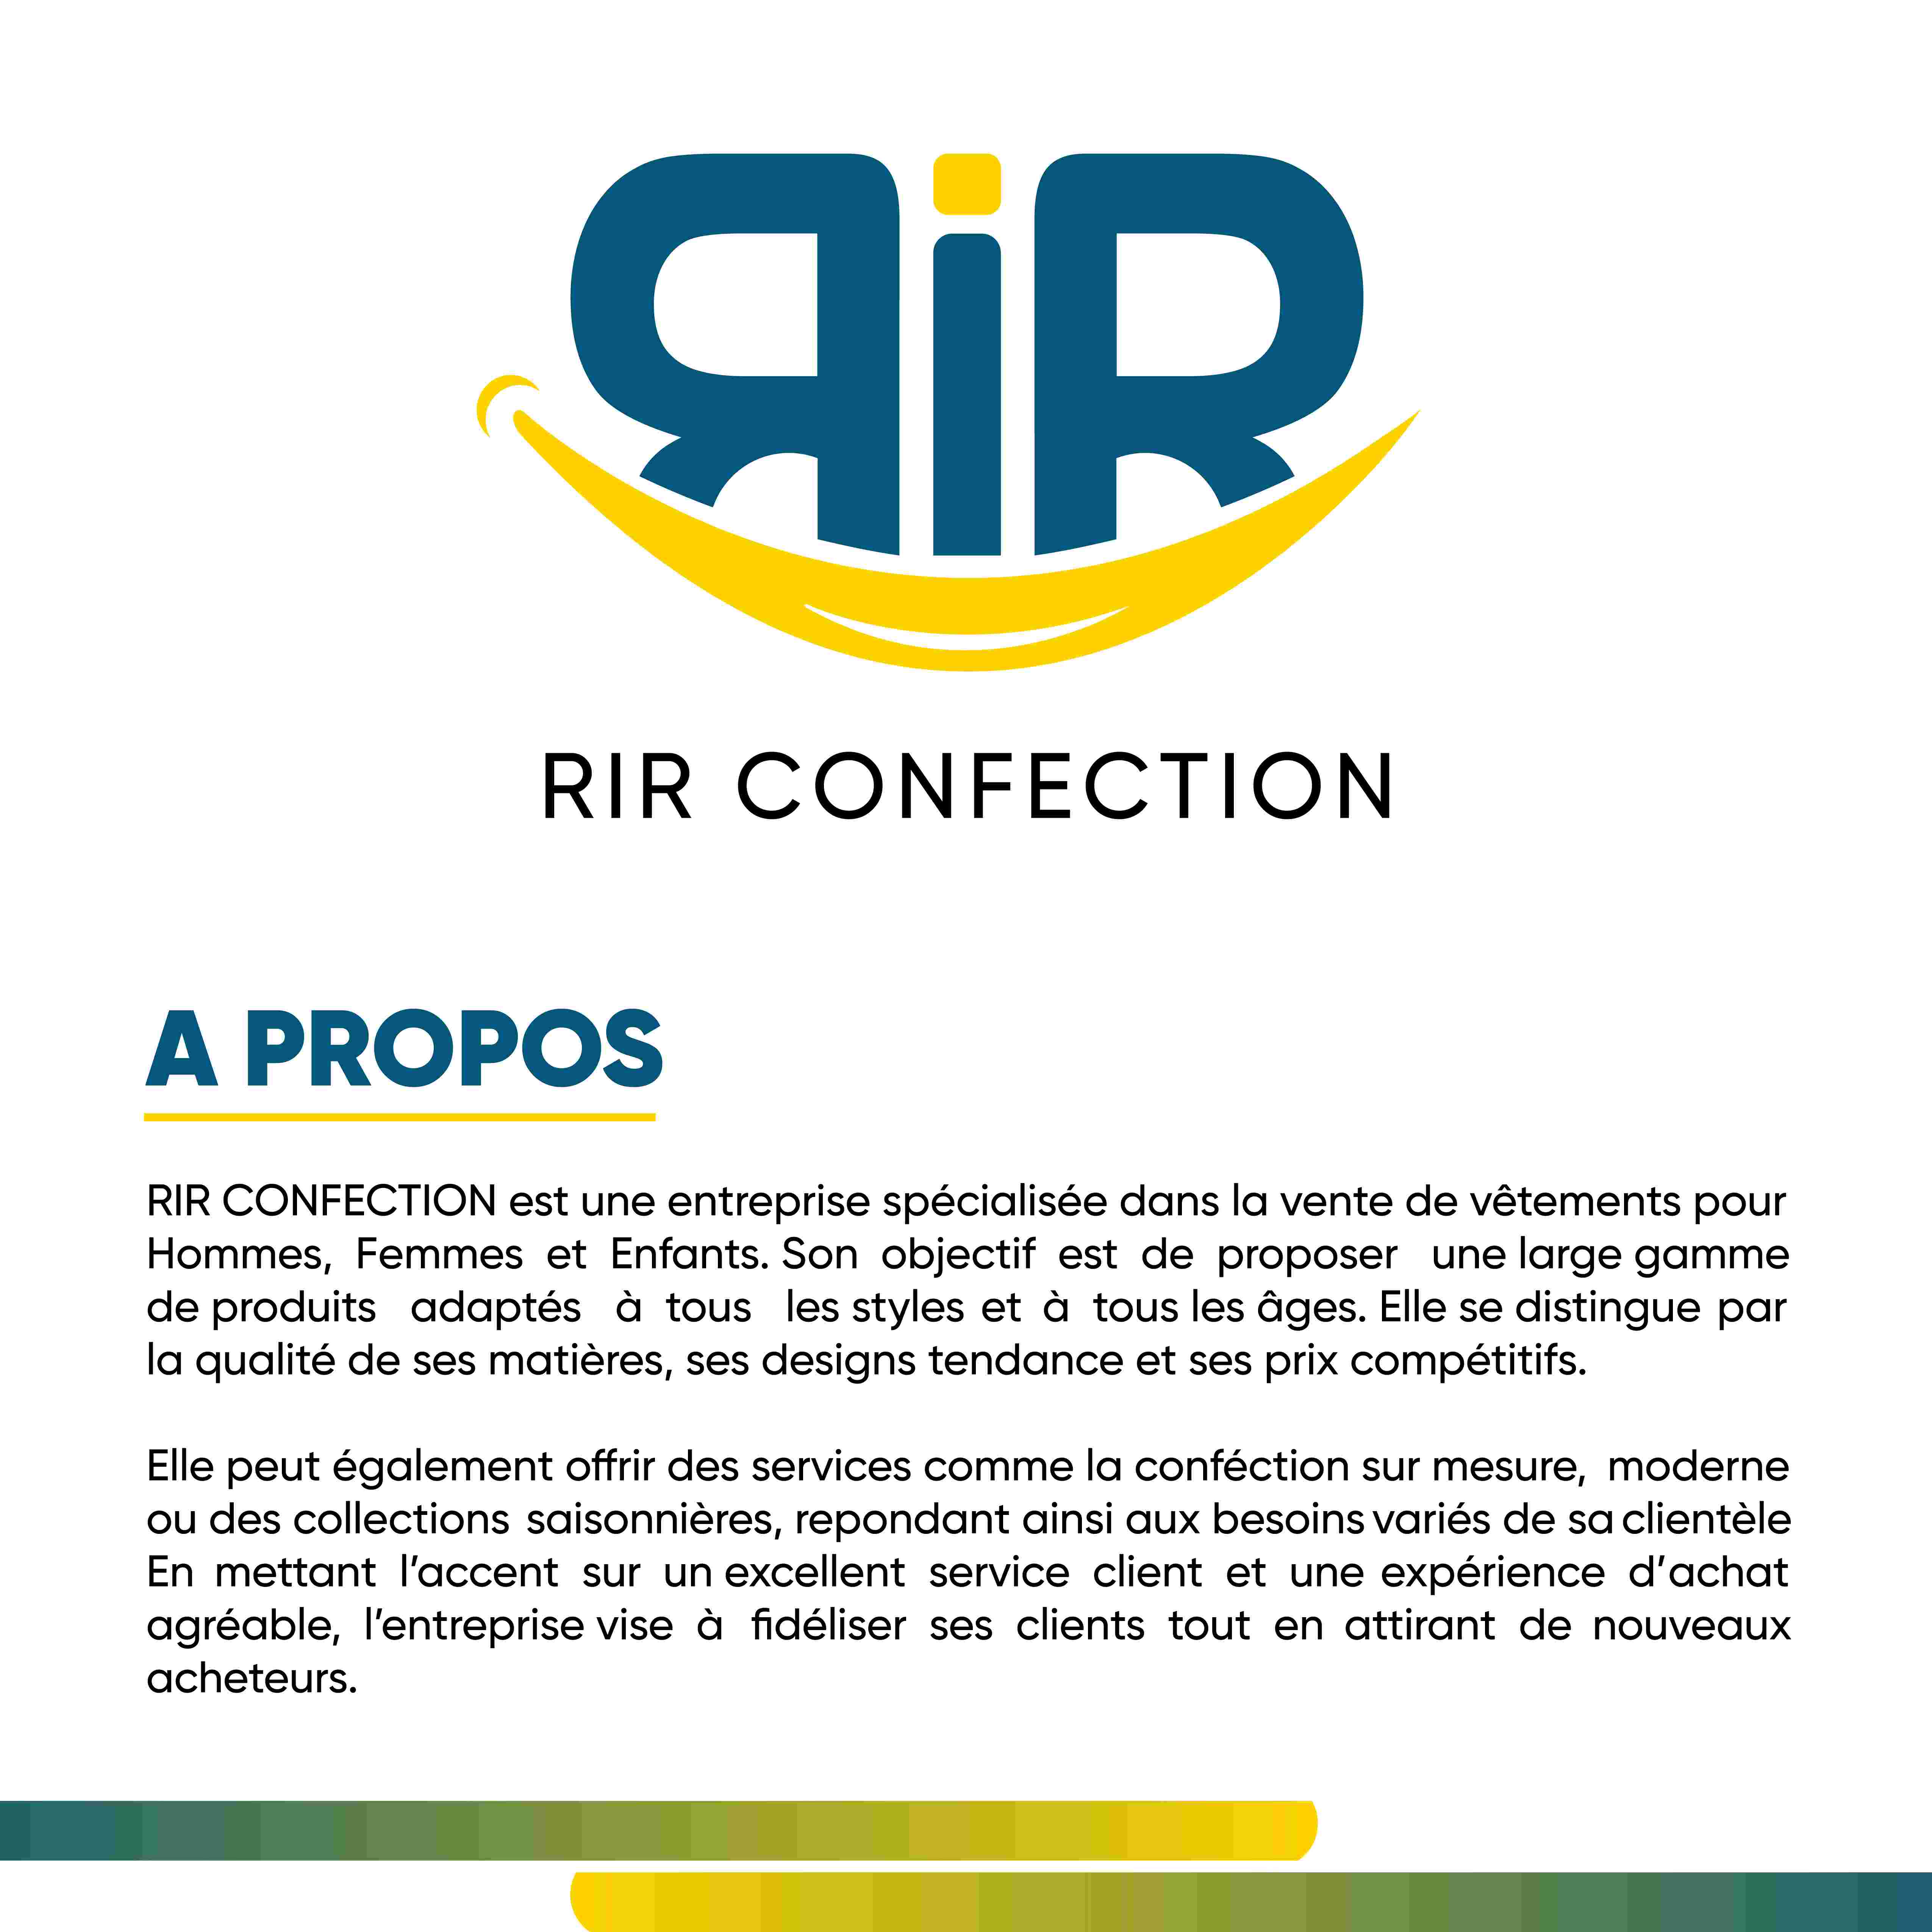 RiR
RIR CONFECTION
A PROPOS
RIR CONFECTION est une entreprise spécialisée dans la vente de vêtements pour
Hommes, Femmes et Enfants. Son objectif est de proposer une large gamme
de produits adaptés à tous les styles et à tous les âges. Elle se distingue par
la qualité de ses matières, ses designs tendance et ses prix compétitifs.
Elle peut également offrir des services comme la conféction sur mesure, moderne
ou des collections saisonnières, repondant ainsi aux besoins variés de sa clientèle
En mettant l’accent sur un excellent service client et une expérience d’achat
agréable, l’entreprise vise à fidéliser ses clients tout en attirant de nouveaux
acheteurs.